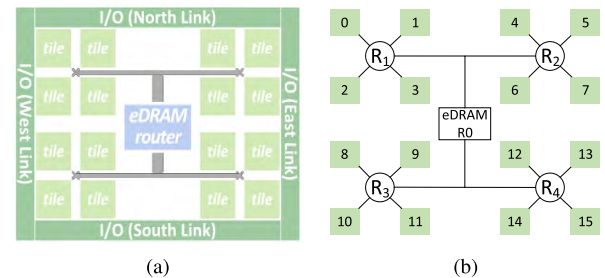 I/O (North Link)
I/O (West Link)
tile tile tile tile
tile tile tile tile
eDRAM
router
tile tile tile tile
tile tile tile tile
I/O (East Link)
I/O (South Link)
(a)
0 1 4 5
R1 R2
2 3 6 7
eDRAM
R0
8 9 12 13
R3 R4
10 11 14 15
(b)